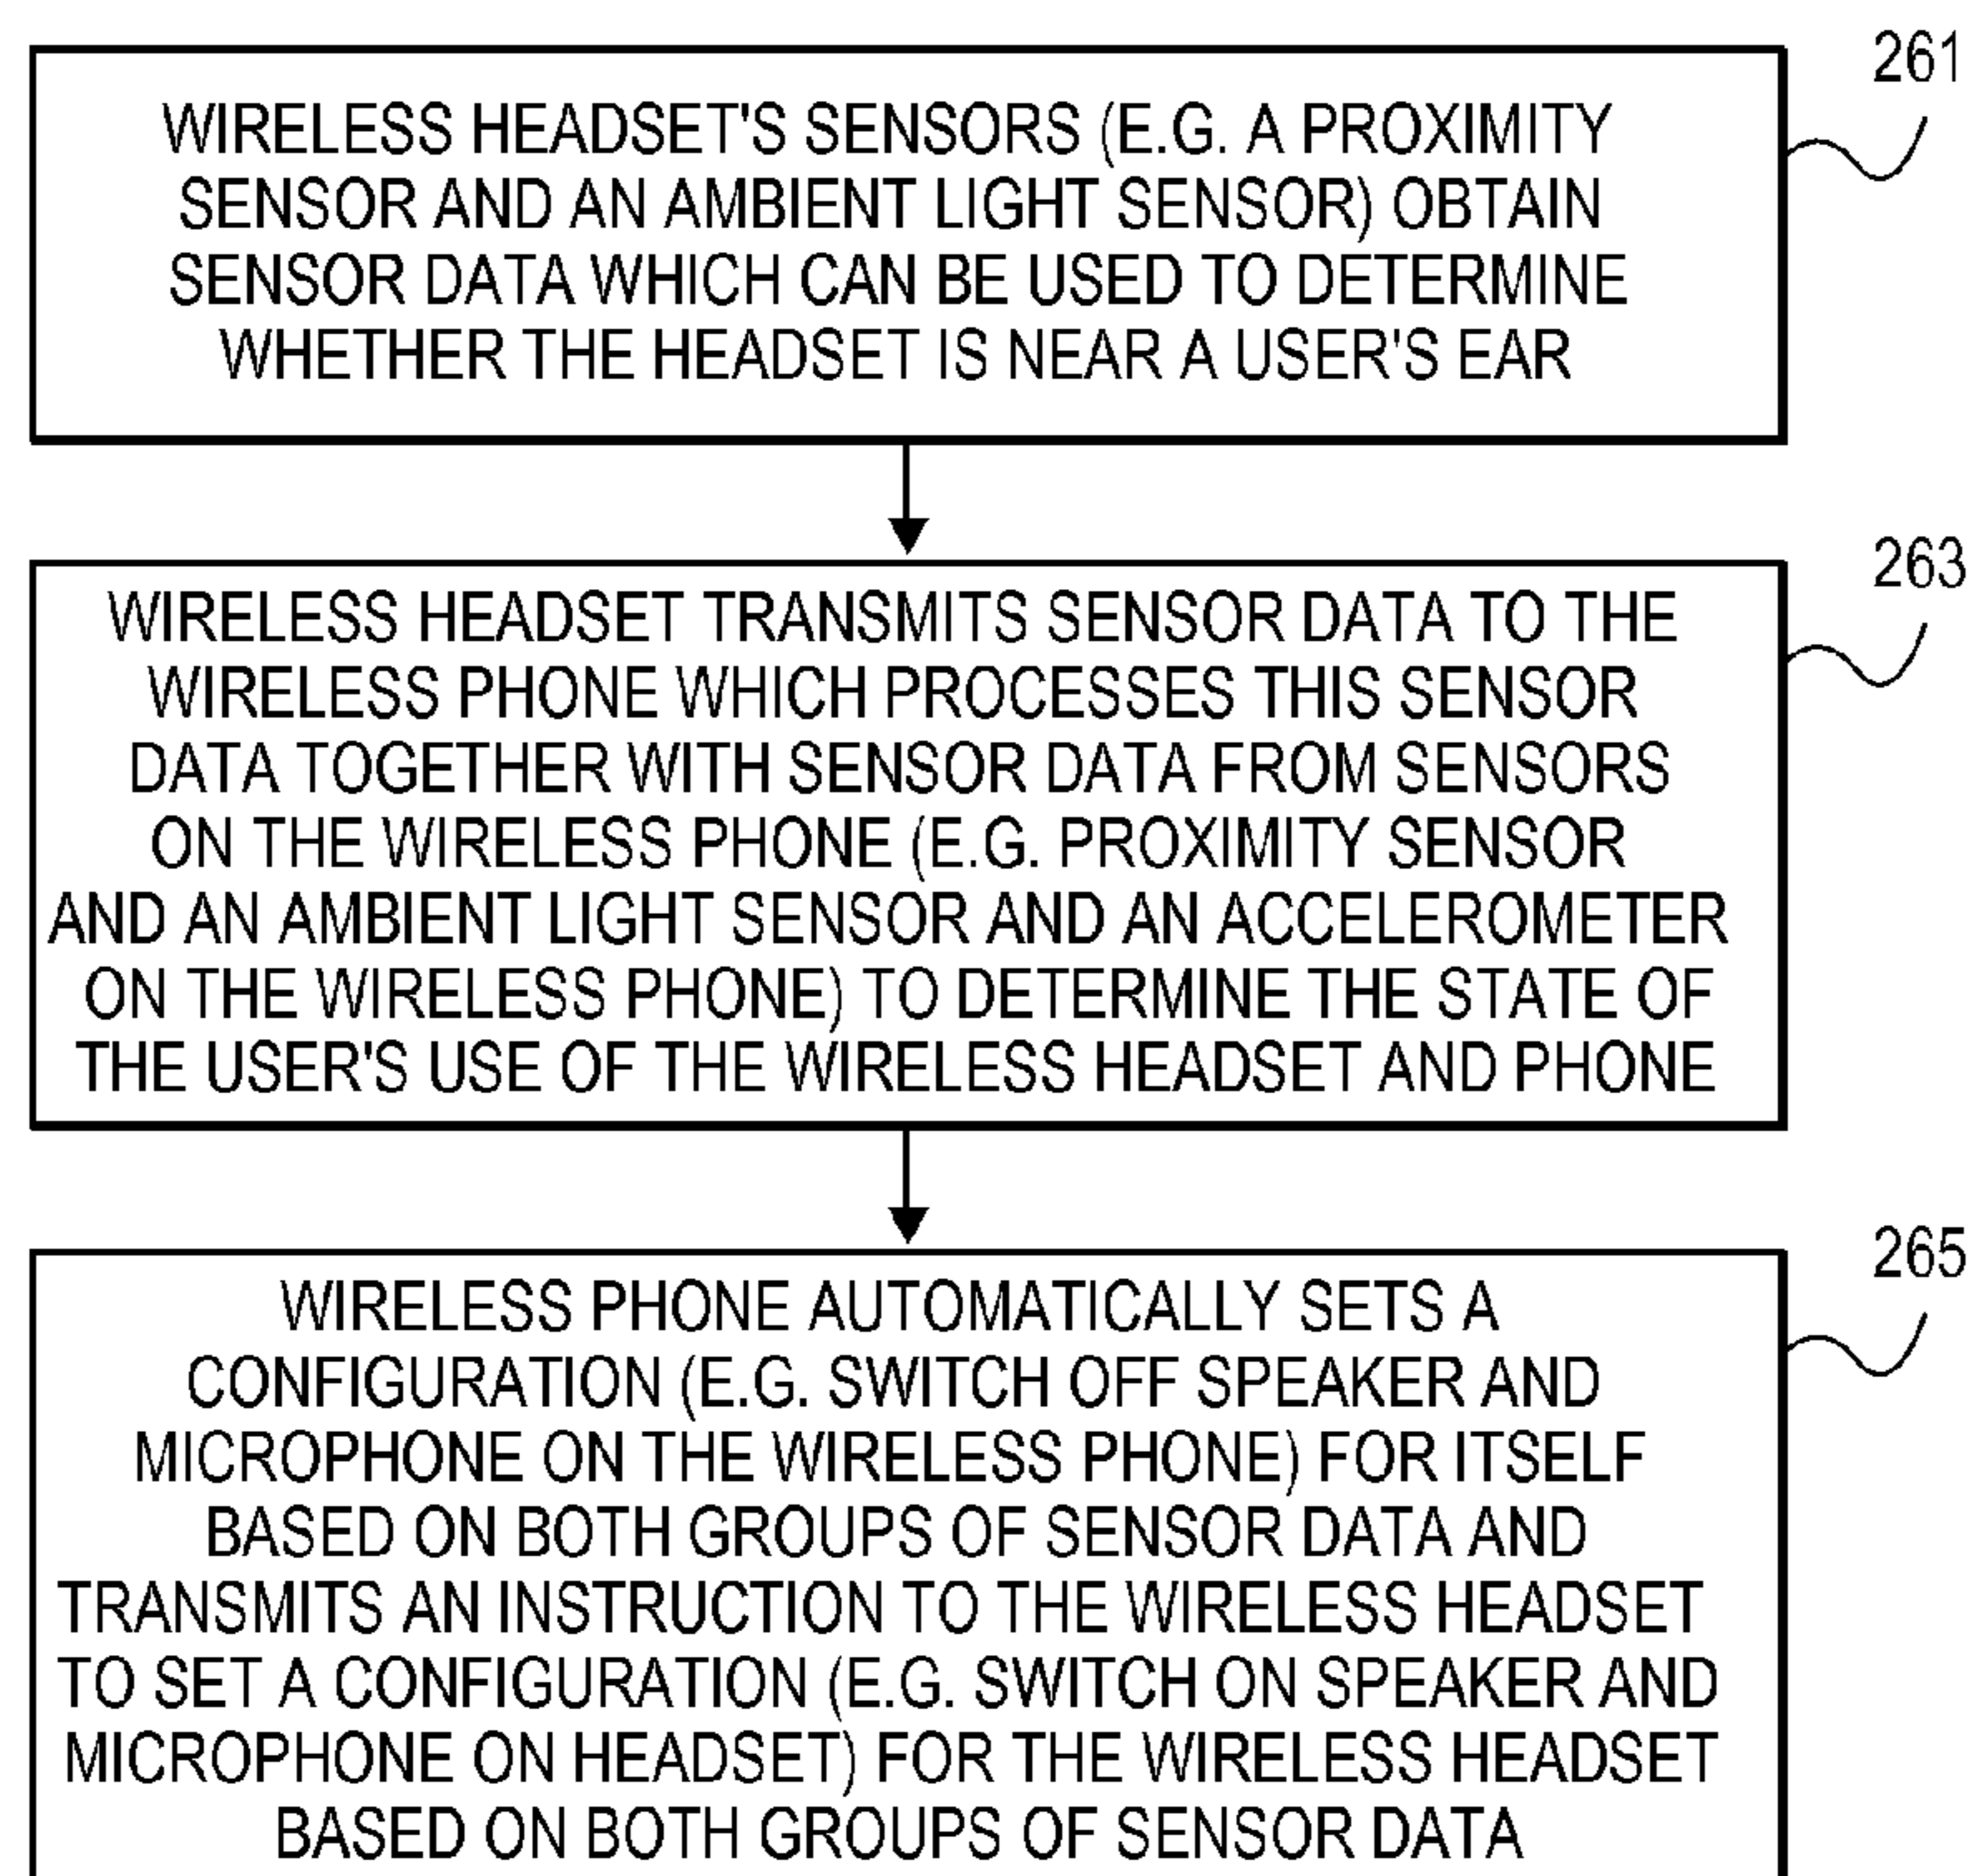 261
WIRELESS HEADSET'S SENSORS (E.G. A PROXIMITY
SENSOR AND AN AMBIENT LIGHT SENSOR) OBTAIN
SENSOR DATA WHICH CAN BE USED TO DETERMINE
WHETHER THE HEADSET IS NEAR A USER'S EAR
263
WIRELESS HEADSET TRANSMITS SENSOR DATA TO THE
WIRELESS PHONE WHICH PROCESSES THIS SENSOR
DATA TOGETHER WITH SENSOR DATA FROM SENSORS
ON THE WIRELESS PHONE (E.G. PROXIMITY SENSOR
AND AN AMBIENT LIGHT SENSOR AND AN ACCELEROMETER
ON THE WIRELESS PHONE) TO DETERMINE THE STATE OF
THE USER'S USE OF THE WIRELESS HEADSET AND PHONE
265
WIRELESS PHONE AUTOMATICALLY SETS A
CONFIGURATION (E.G. SWITCH OFF SPEAKER AND
MICROPHONE ON THE WIRELESS PHONE) FOR ITSELF
BASED ON BOTH GROUPS OF SENSOR DATA AND
TRANSMITS AN INSTRUCTION TO THE WIRELESS HEADSET
TO SET A CONFIGURATION (E.G. SWITCH ON SPEAKER AND
MICROPHONE ON HEADSET) FOR THE WIRELESS HEADSET
BASED ON BOTH GROUPS OF SENSOR DATA